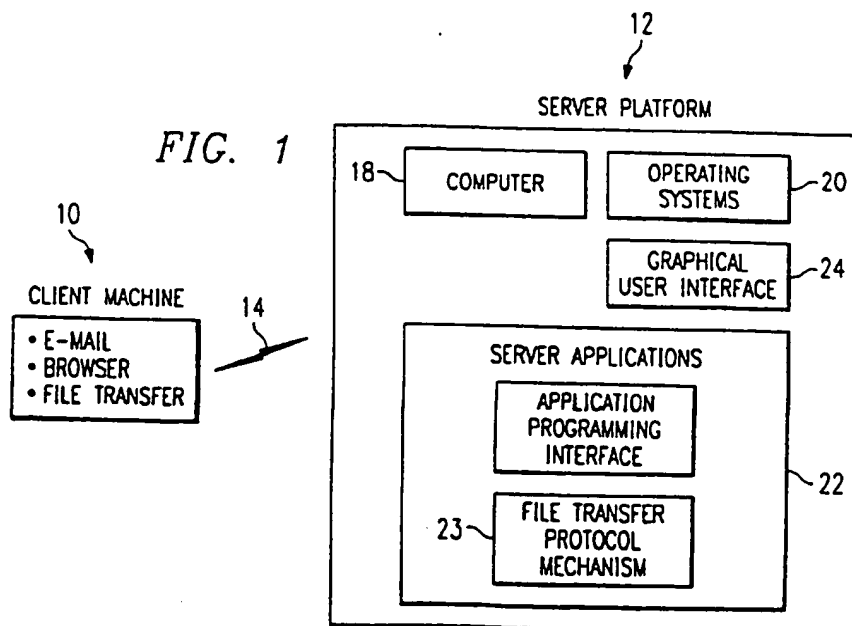 12
SERVER PLATFORM
FIG. 1
18
COMPUTER
OPERATING
SYSTEMS
20
10
GRAPHICAL
USER INTERFACE
24
CLIENT MACHINE
14
• E-MAIL
• BROWSER
• FILE TRANSFER
SERVER APPLICATIONS
APPLICATION
PROGRAMMING
INTERFACE
22
23
FILE TRANSFER
PROTOCOL
MECHANISM